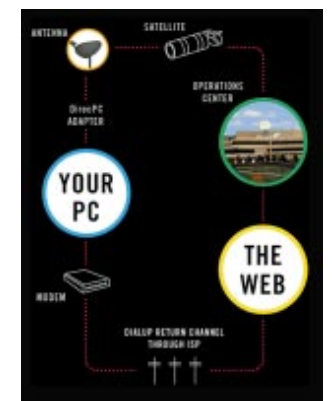 SATELLITE
ANTENNA
OPERATIONS
CENTER
DirecPC
ADAPTER
YOUR
PC
THE
WEB
MODEM
DIALUP RETURN CHANNEL
THROUGH ISP